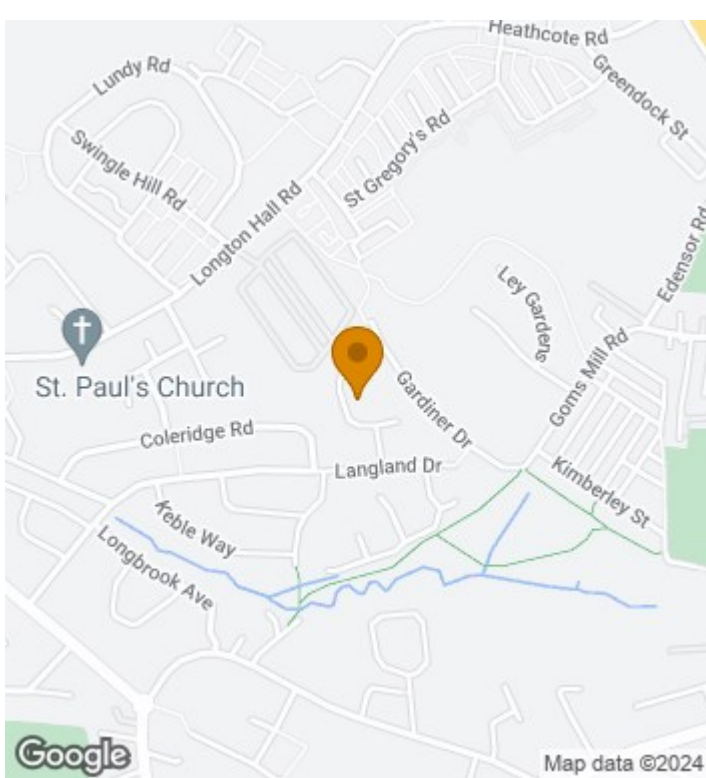 Heathcote Rd
Lundy Rd
Greendock St
Swingle Hill Rd
St Gregory's Rd
Longton Hall Rd
Edensor Rd
Ley Gardens
Goms Mill Rd
St. Paul's Church
Gardiner Dr
Coleridge Rd
Langland Dr
Kimberley St
Keble Way
Longbrook Ave
Google
Map data ©2024